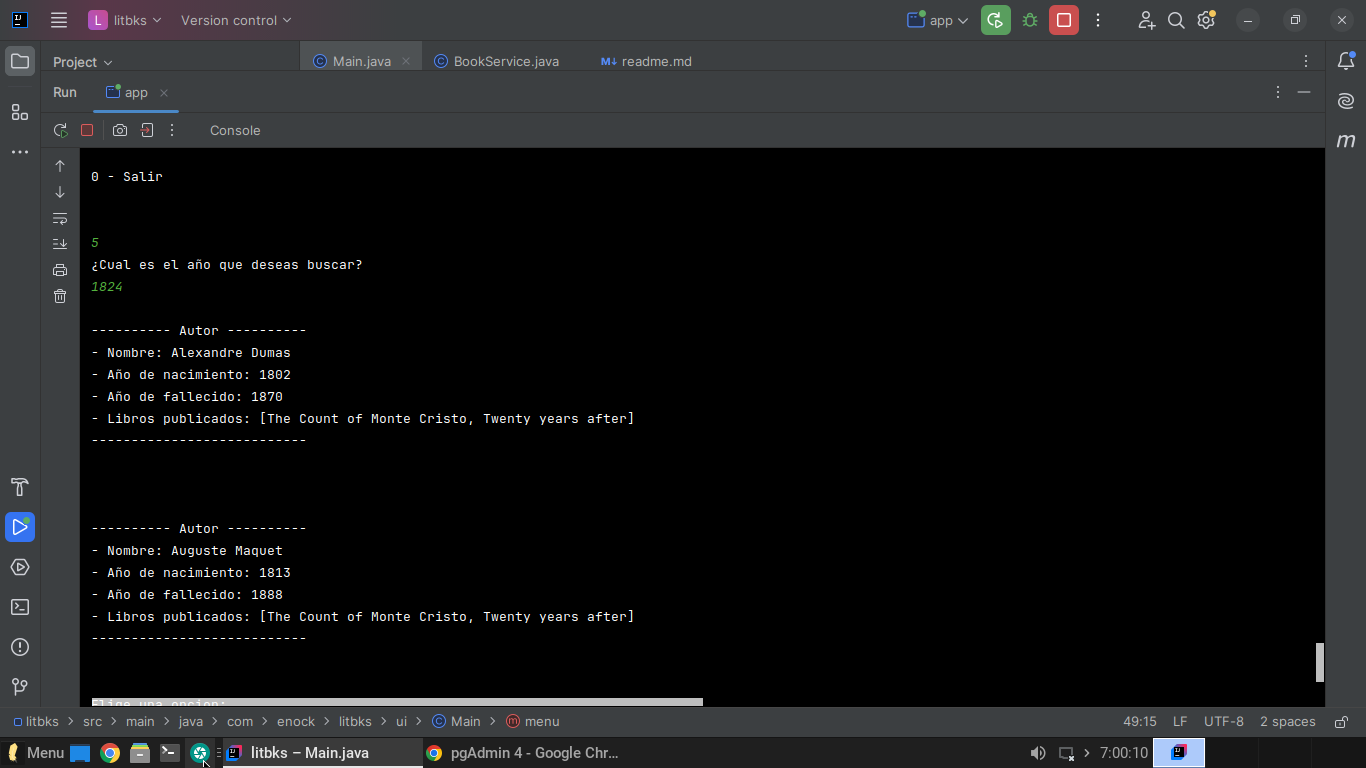 L litbks Version control app
Project Main.java BookService.java M↓ readme.md
Run app
Console
0 - Salir
5
¿Cual es el año que deseas buscar?
1824
---------- Autor ----------
- Nombre: Alexandre Dumas
- Año de nacimiento: 1802
- Año de fallecido: 1870
- Libros publicados: [The Count of Monte Cristo, Twenty years after]
---------------------------
---------- Autor ----------
- Nombre: Auguste Maquet
- Año de nacimiento: 1813
- Año de fallecido: 1888
- Libros publicados: [The Count of Monte Cristo, Twenty years after]
---------------------------
Elige una opcion:
litbks > src > main > java > com > enock > litbks > ui > Main > menu 49:15 LF UTF-8 2 spaces
Menu litbks – Main.java pgAdmin 4 - Google Chr... 7:00:10